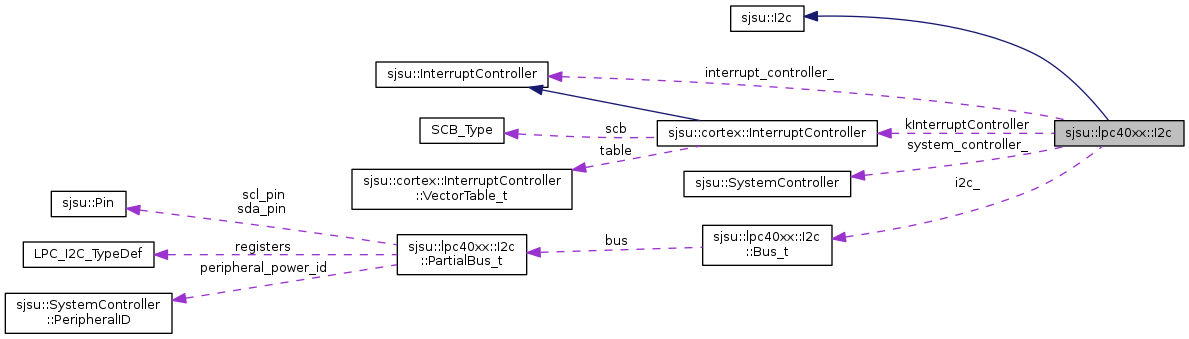 sjsu::I2c
sjsu::InterruptController
interrupt_controller_
SCB_Type
scb
sjsu::cortex::InterruptController
kInterruptController
sjsu::lpc40xx::I2c
table
system_controller_
sjsu::cortex::InterruptController
::VectorTable_t
sjsu::SystemController
i2c_
sjsu::Pin
scl_pin
sda_pin
LPC_I2C_TypeDef
registers
sjsu::lpc40xx::I2c
::PartialBus_t
bus
sjsu::lpc40xx::I2c
::Bus_t
peripheral_power_id
sjsu::SystemController
::PeripheralID